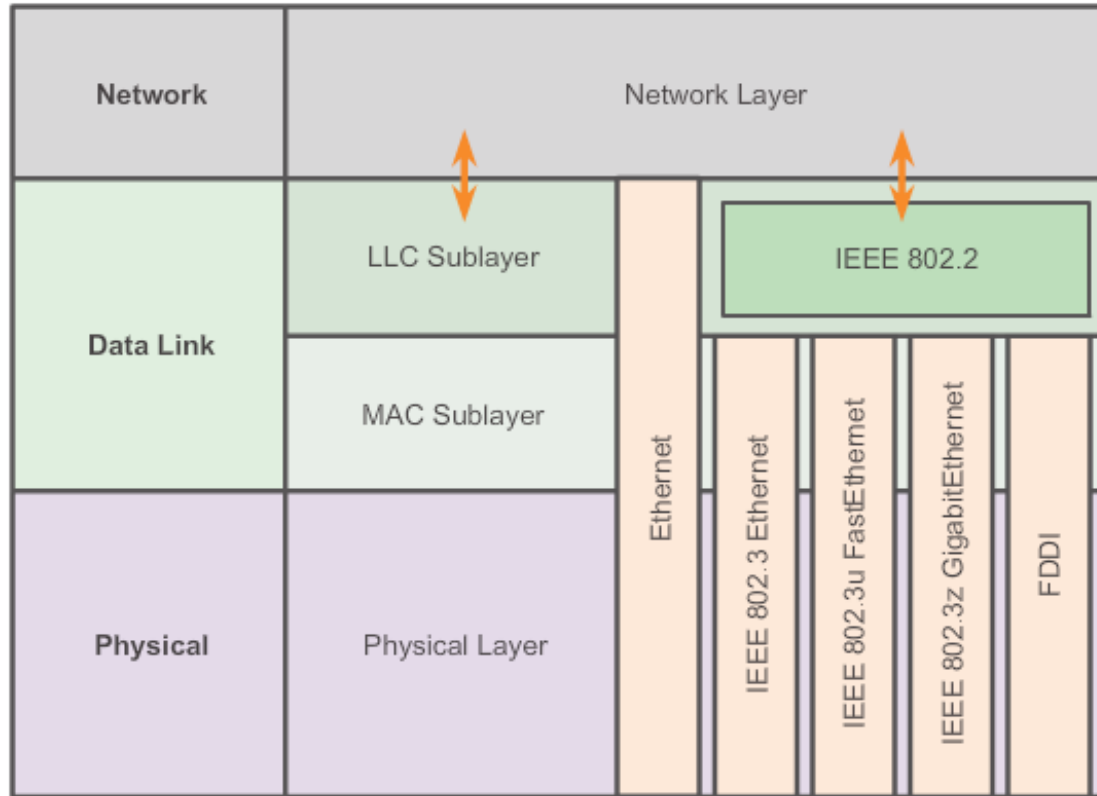 Network
Network Layer
Data Link
LLC Sublayer
IEEE 802.2
MAC Sublayer
Ethernet
IEEE 802.3 Ethernet
IEEE 802.3u FastEthernet
IEEE 802.3z GigabitEthernet
FDDI
Physical
Physical Layer